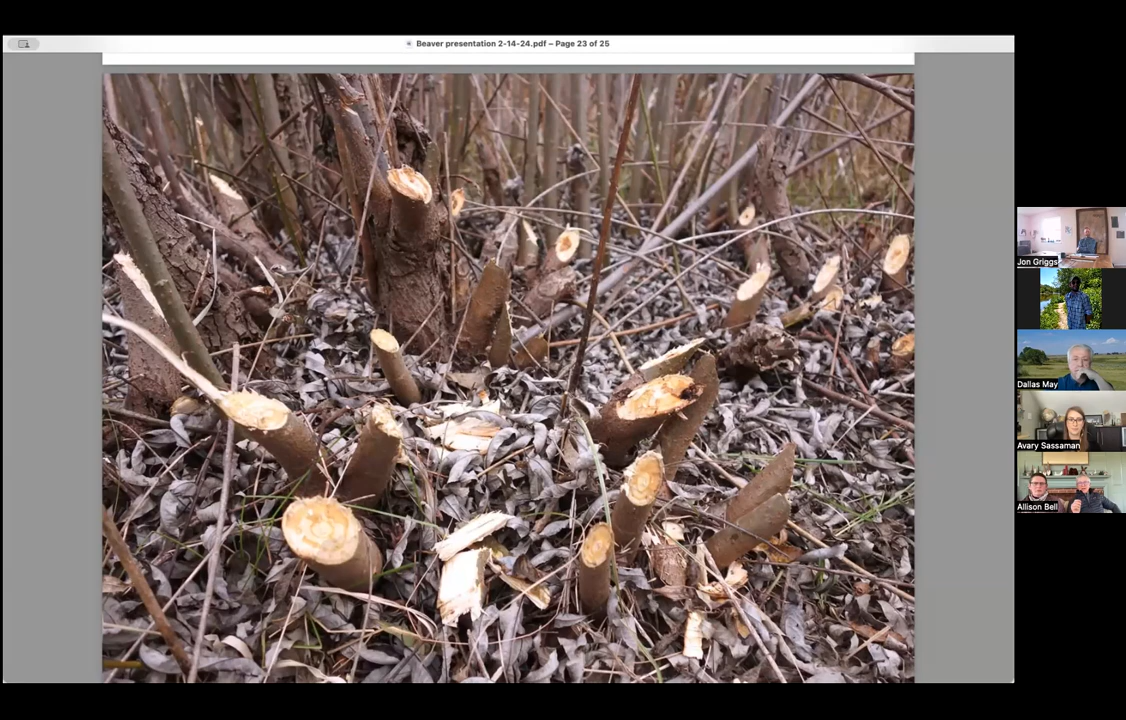 Beaver presentation 2-14-24.pdf – Page 23 of 25
Jon Griggs
Dallas May
Avary Sassaman
Allison Bell